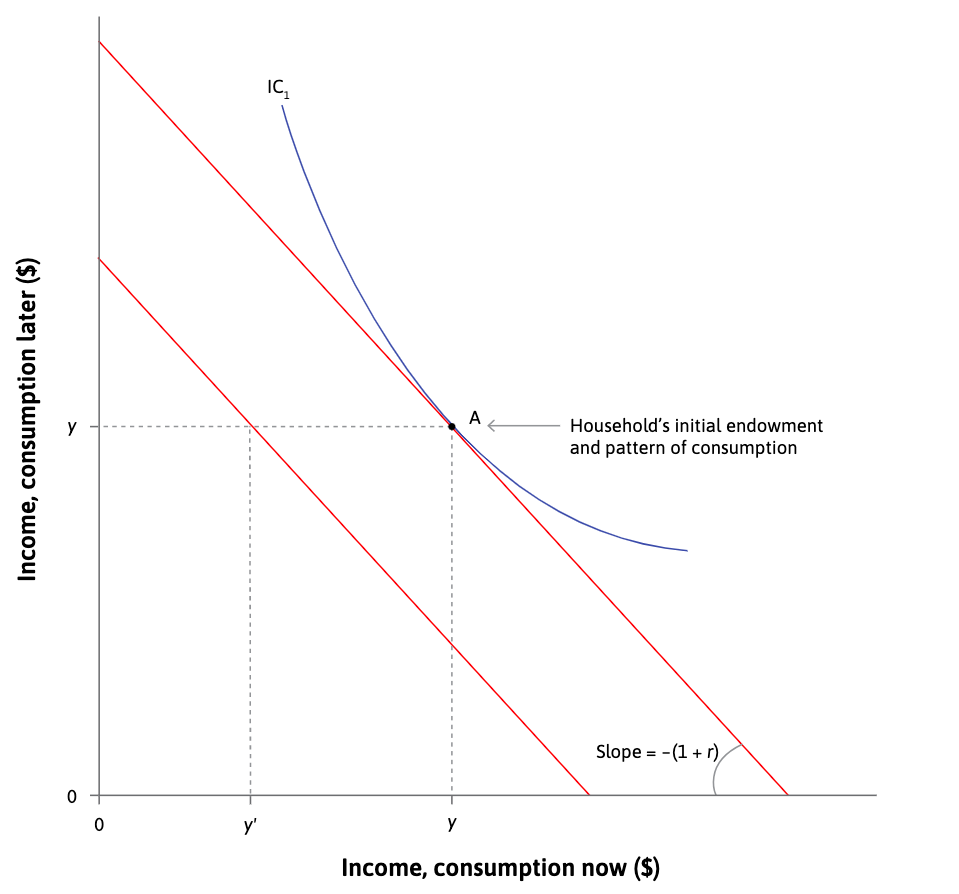 IC1
Income, consumption later ($)
y
A
Household’s initial endowment
and pattern of consumption
Slope = –(1 + r)
0
0
y'
y
Income, consumption now ($)